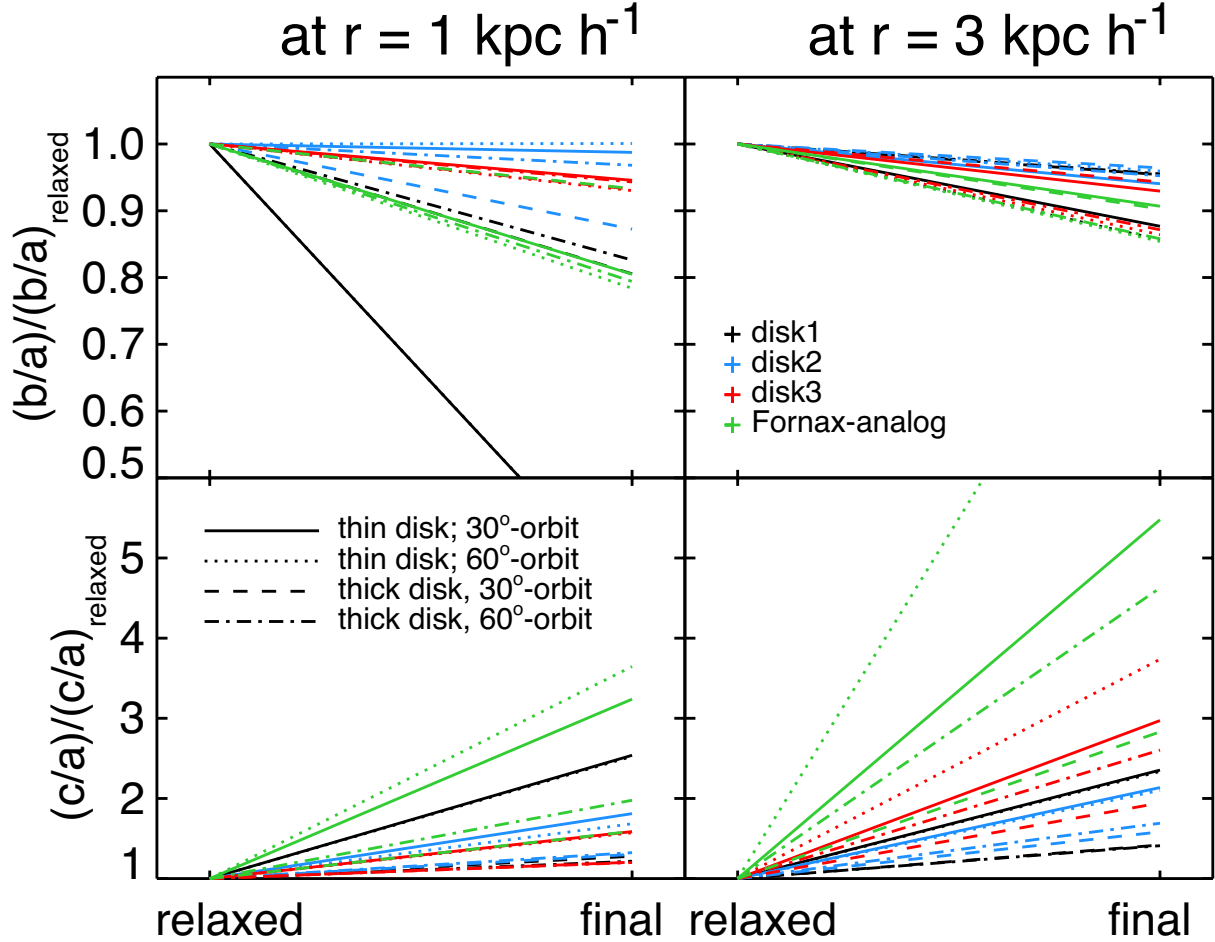 at r = 1 kpc h⁻¹
at r = 3 kpc h⁻¹
(b/a)/(b/a)relaxed
1.0
0.9
0.8
0.7
0.6
0.5
disk1
disk2
disk3
Fornax-analog
(c/a)/(c/a)relaxed
5
4
3
2
1
thin disk; 30°-orbit
thin disk; 60°-orbit
thick disk, 30°-orbit
thick disk, 60°-orbit
relaxed
final
relaxed
final